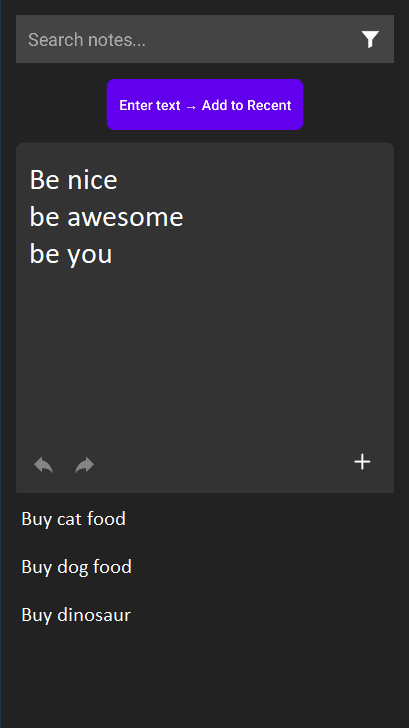 Search notes...
Enter text → Add to Recent
Be nice
be awesome
be you
Buy cat food
Buy dog food
Buy dinosaur